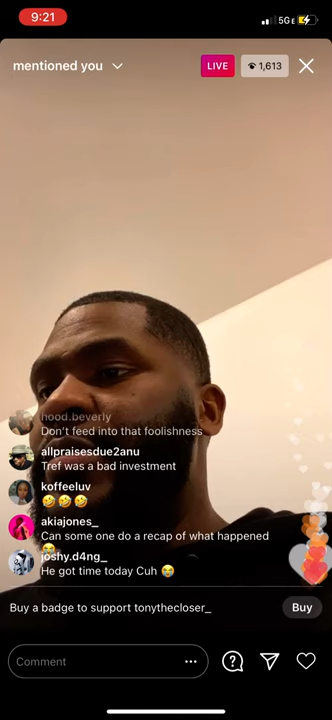 9:21
5GE
mentioned you
LIVE
1,613
hood.beverly
Don't feed into that foolishness
allpraisesdue2anu
Tref was a bad investment
koffeeluv
🤣🤣🤣
akiajones_
Can some one do a recap of what happened
😭
joshy.d4ng_
He got time today Cuh 😭
Buy a badge to support tonythecloser_
Buy
Comment